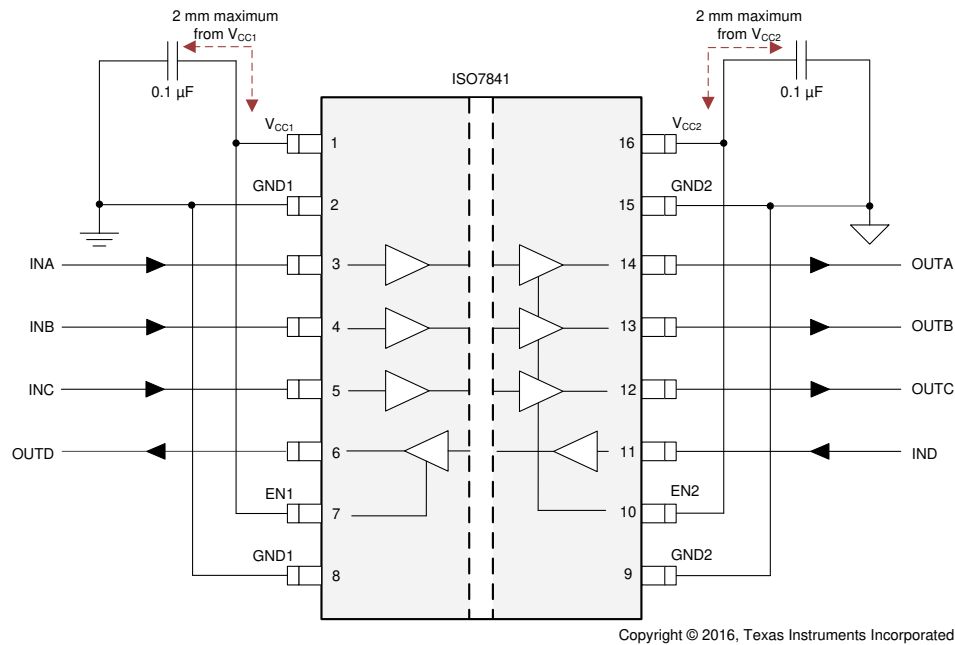 2 mm maximum
from VCC1
2 mm maximum
from VCC2
0.1 µF
0.1 µF
ISO7841
VCC1
1
16
VCC2
GND1
2
15
GND2
INA
3
14
OUTA
INB
4
13
OUTB
INC
5
12
OUTC
OUTD
6
11
IND
EN1
7
10
EN2
GND1
8
9
GND2
Copyright © 2016, Texas Instruments Incorporated